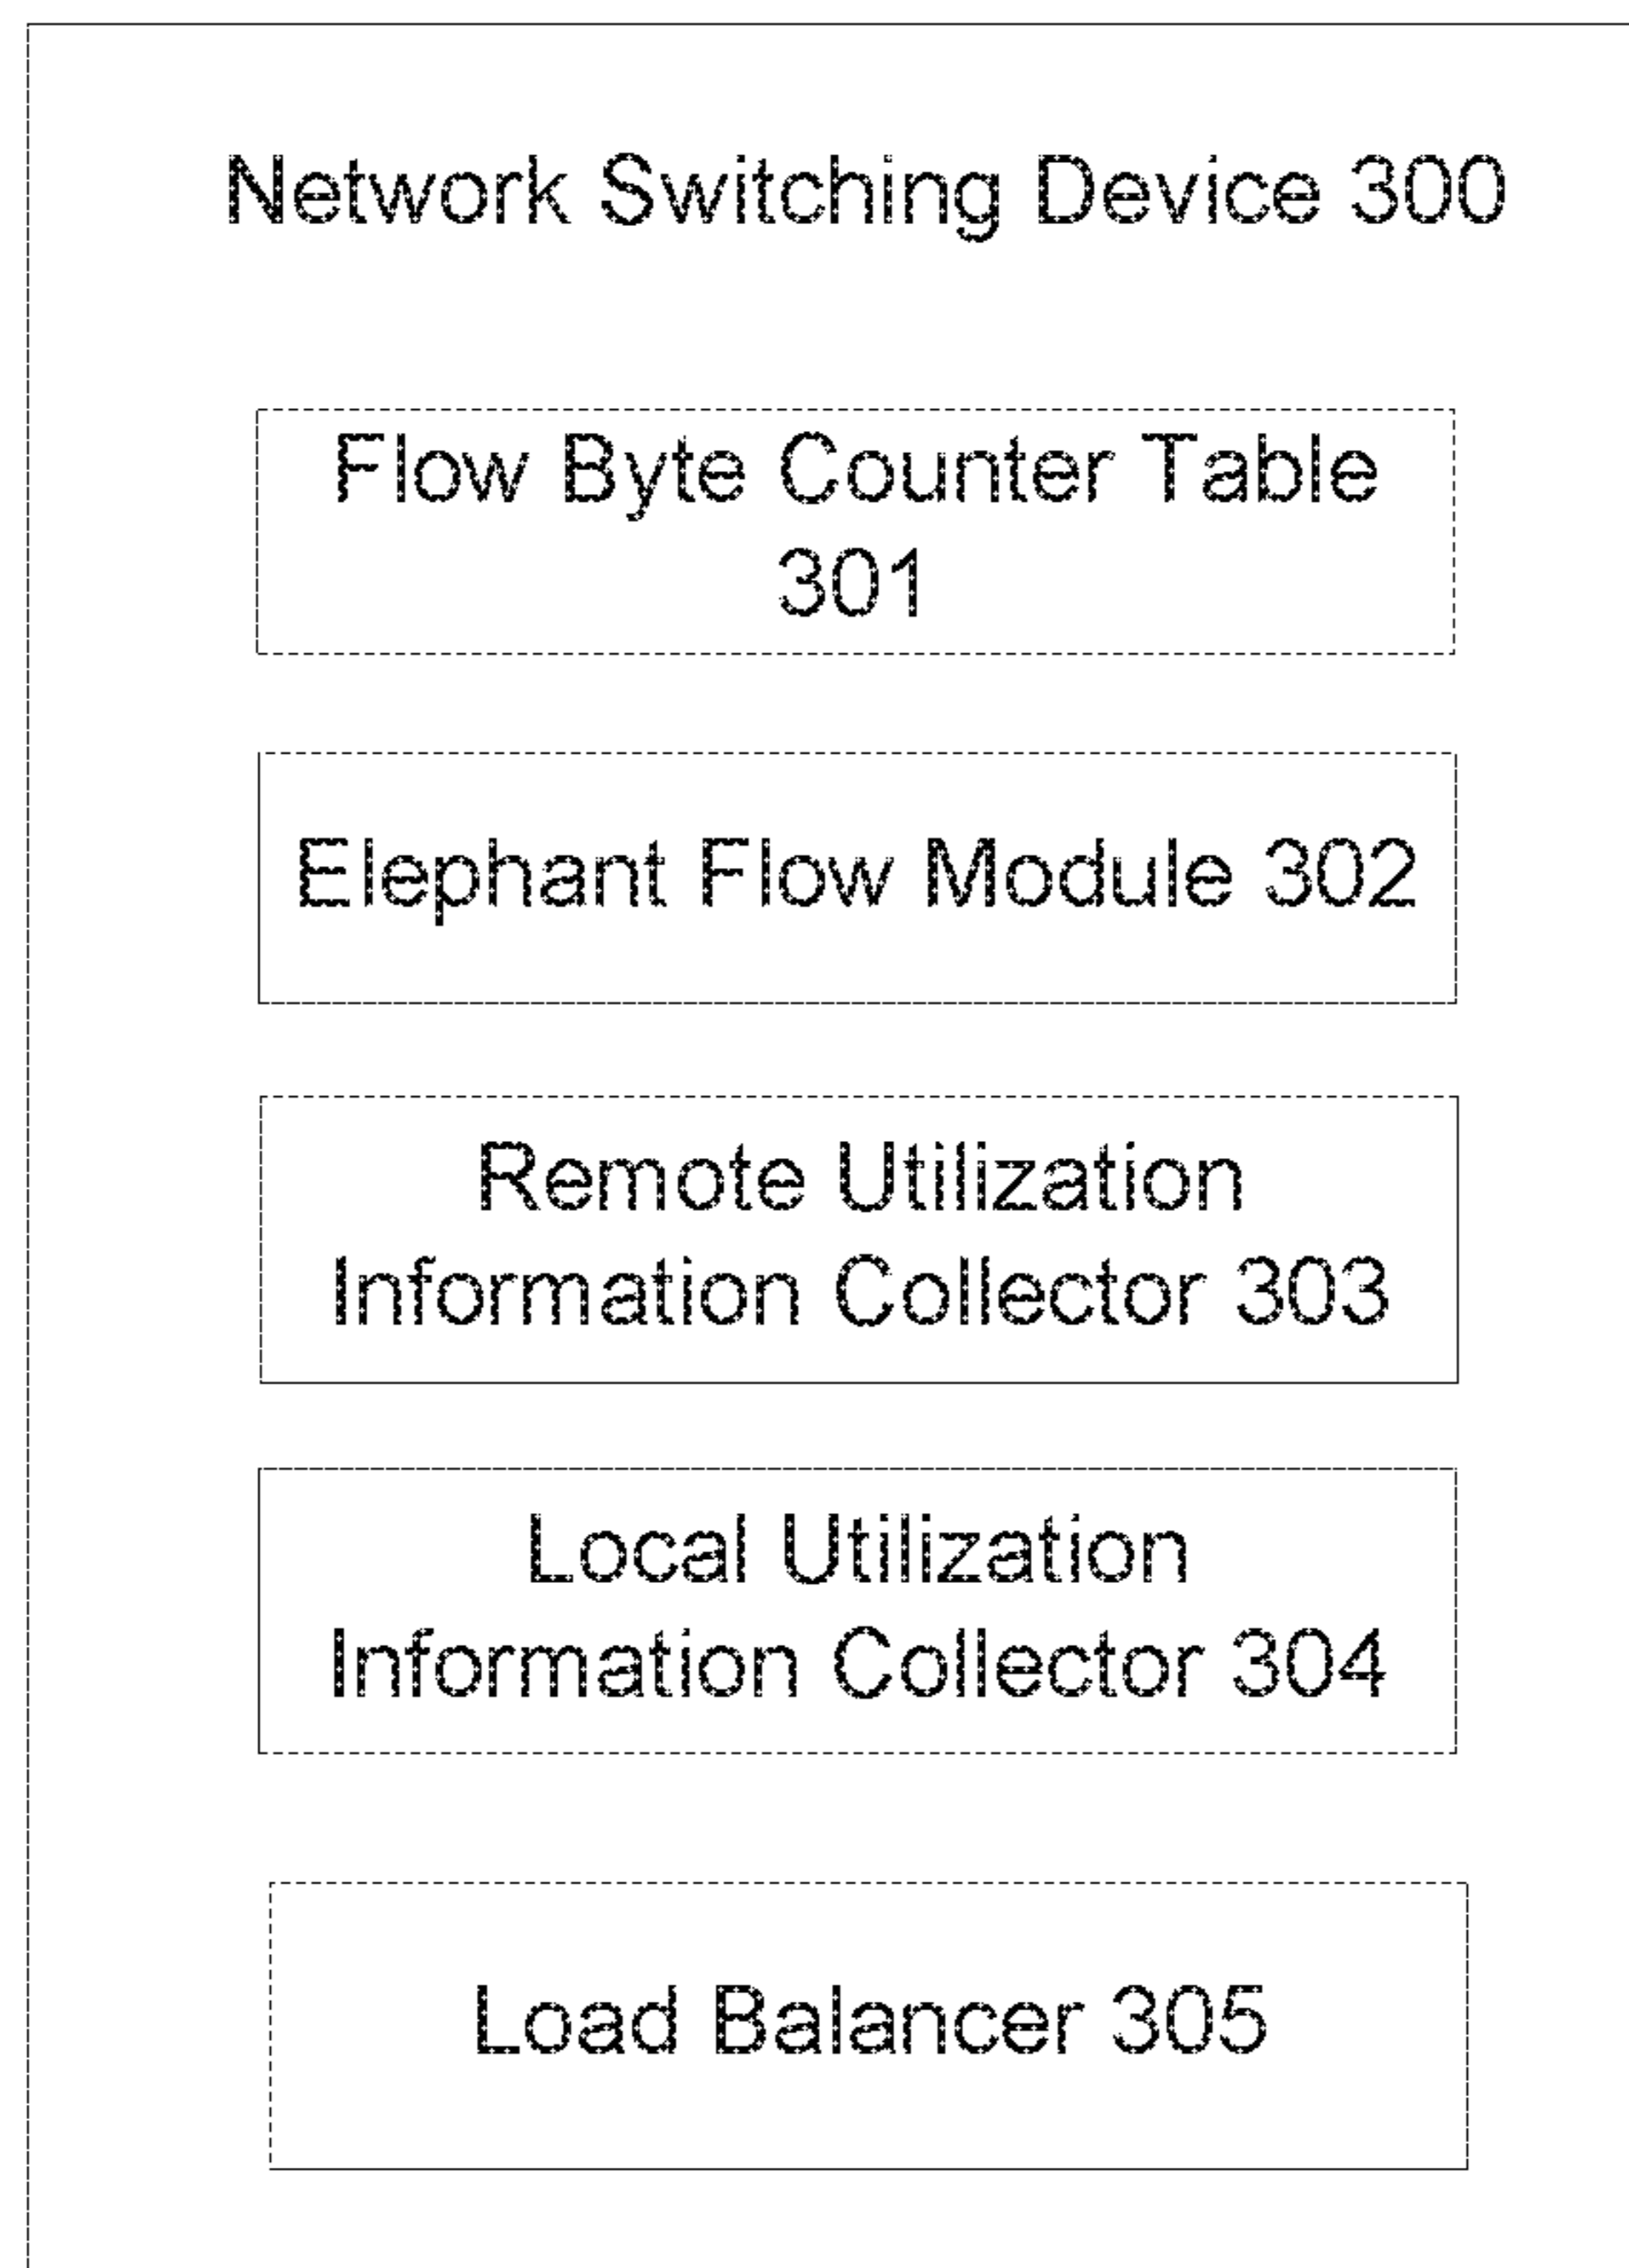 Network Switching Device 300
Flow Byte Counter Table
301
Elephant Flow Module 302
Remote Utilization
Information Collector 303
Local Utilization
Information Collector 304
Load Balancer 305